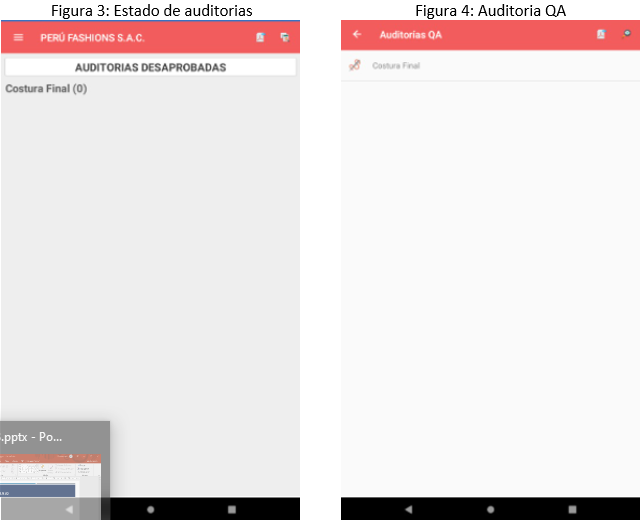 Figura 3: Estado de auditorias
PERÚ FASHIONS S.A.C.
AUDITORIAS DESAPROBADAS
Costura Final (0)
.pptx - Po...
Figura 4: Auditoria QA
Auditorias QA
Costura Final